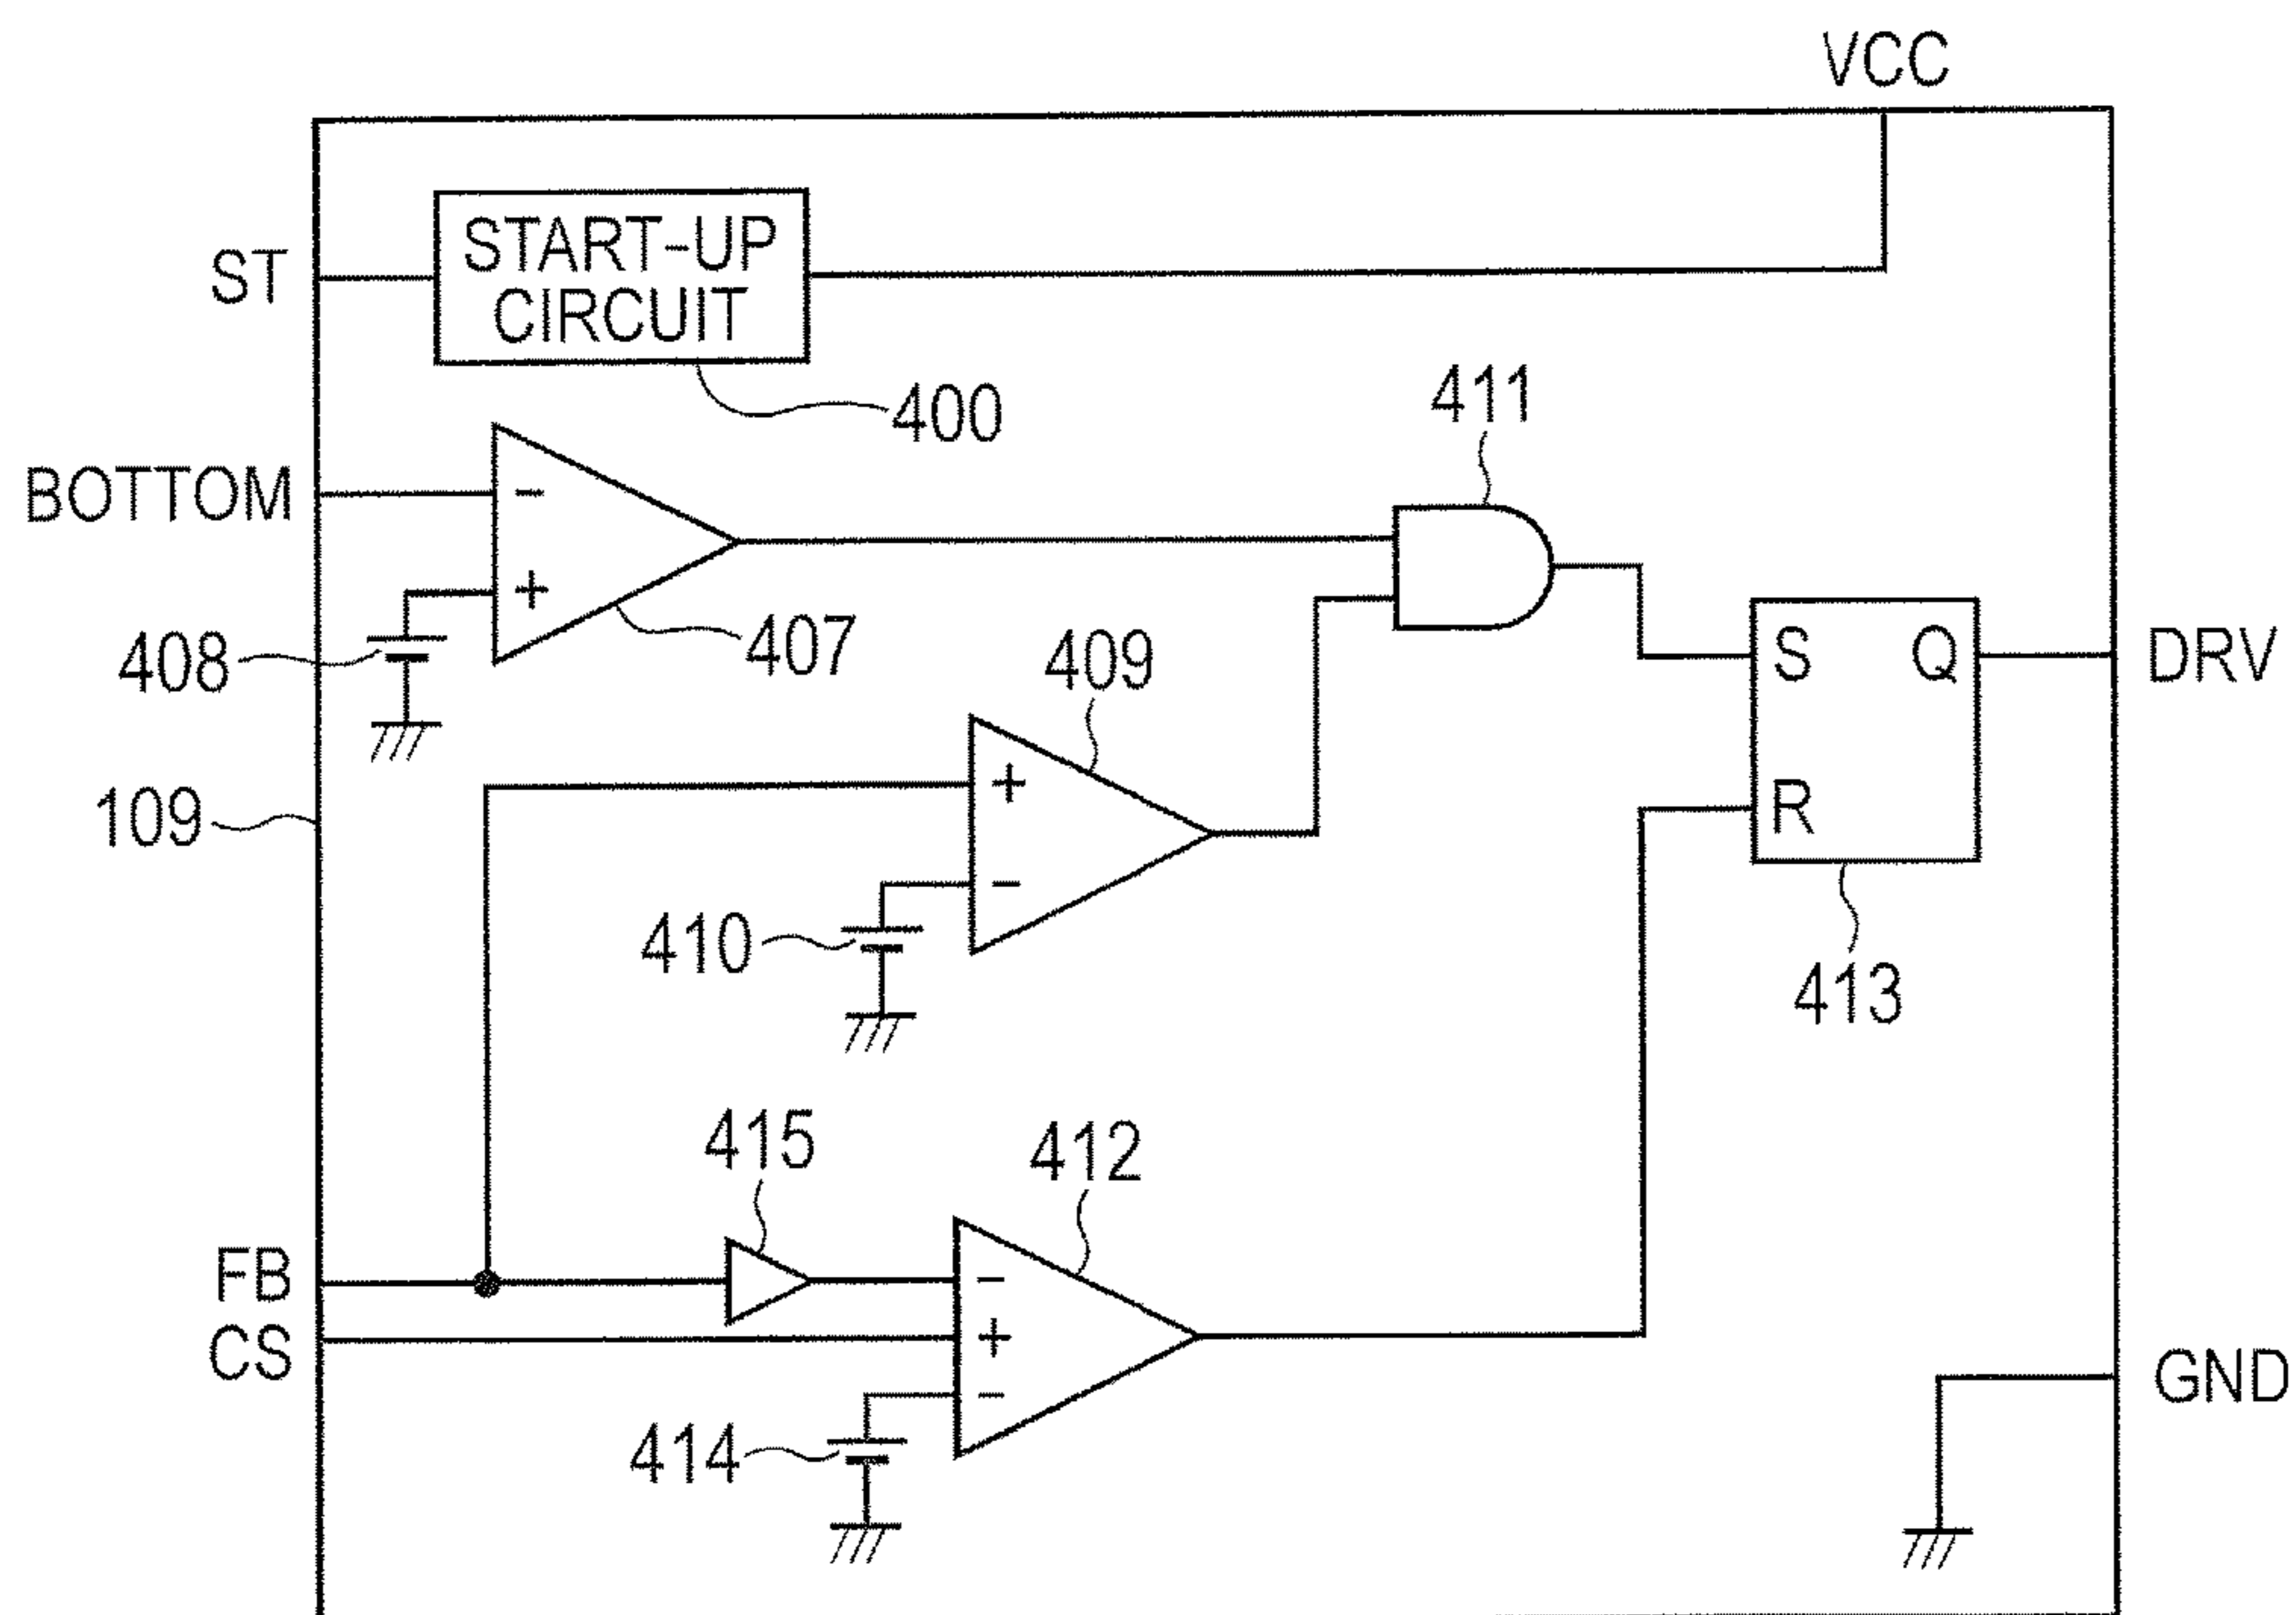 VCC
ST
START-UP
CIRCUIT
400
411
BOTTOM
-
+
408
407
409
S
Q
DRV
109
+
-
R
410
413
415
412
FB
CS
-
+
-
414
GND